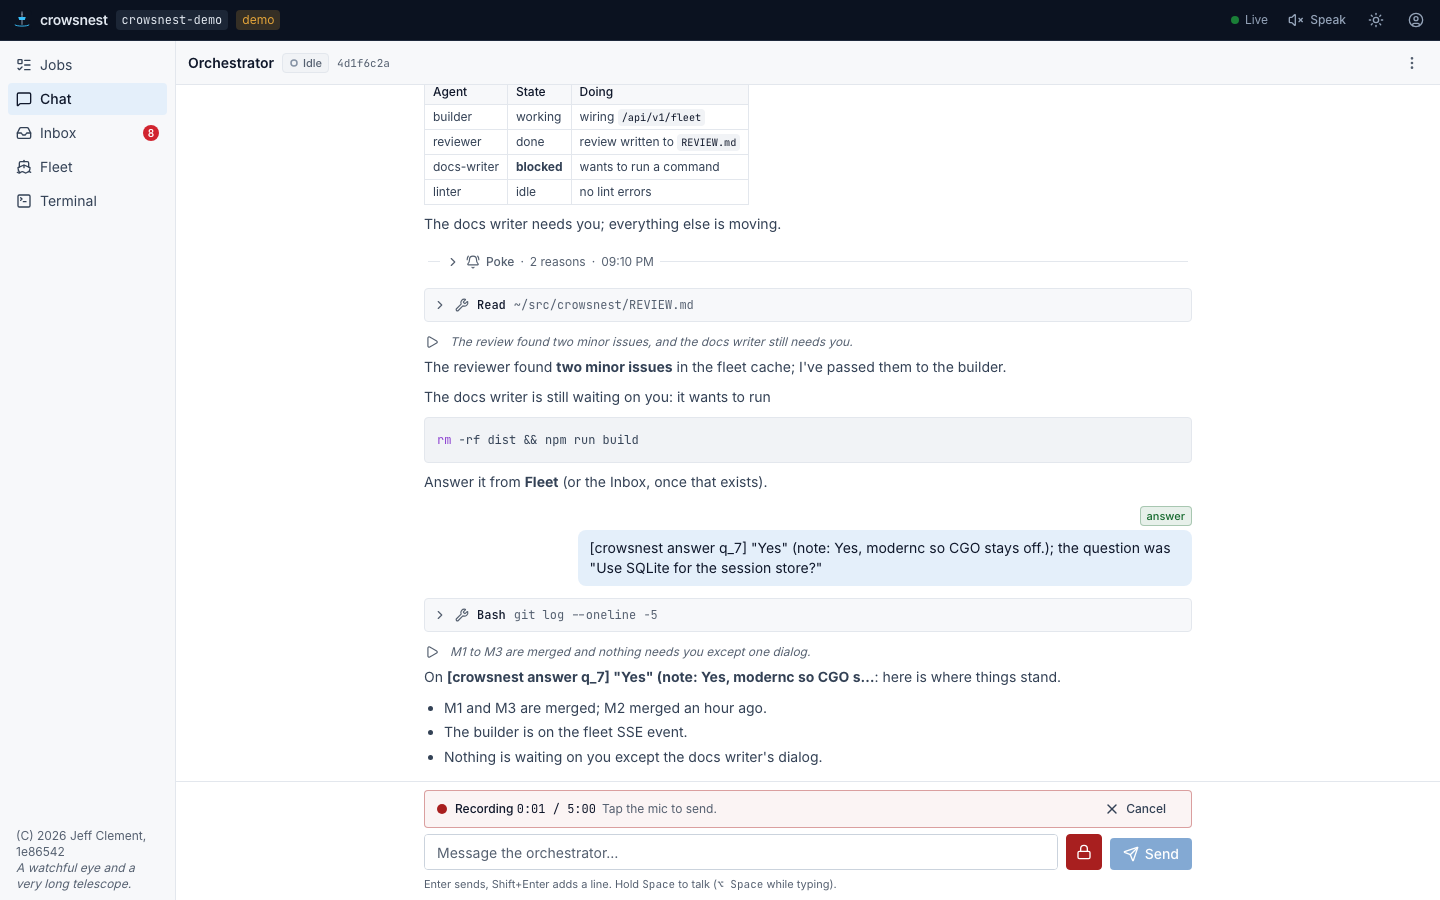 crowsnest crowsnest-demo demo
Live Speak
Jobs
Chat
Inbox 8
Fleet
Terminal
(C) 2026 Jeff Clement,
1e86542
A watchful eye and a
very long telescope.
Orchestrator Idle 4d1f6c2a
Agent State Doing
builder working wiring /api/v1/fleet
reviewer done review written to REVIEW.md
docs-writer blocked wants to run a command
linter idle no lint errors
The docs writer needs you; everything else is moving.
Poke · 2 reasons · 09:10 PM
Read ~/src/crowsnest/REVIEW.md
The review found two minor issues, and the docs writer still needs you.
The reviewer found two minor issues in the fleet cache; I've passed them to the builder.
The docs writer is still waiting on you: it wants to run
rm -rf dist && npm run build
Answer it from Fleet (or the Inbox, once that exists).
answer
[crowsnest answer q_7] "Yes" (note: Yes, modernc so CGO stays off.); the question was
"Use SQLite for the session store?"
Bash git log --oneline -5
M1 to M3 are merged and nothing needs you except one dialog.
On [crowsnest answer q_7] "Yes" (note: Yes, modernc so CGO s…: here is where things stand.
• M1 and M3 are merged; M2 merged an hour ago.
• The builder is on the fleet SSE event.
• Nothing is waiting on you except the docs writer's dialog.
Recording 0:01 / 5:00 Tap the mic to send. Cancel
Message the orchestrator... Send
Enter sends, Shift+Enter adds a line. Hold Space to talk (⌥ Space while typing).